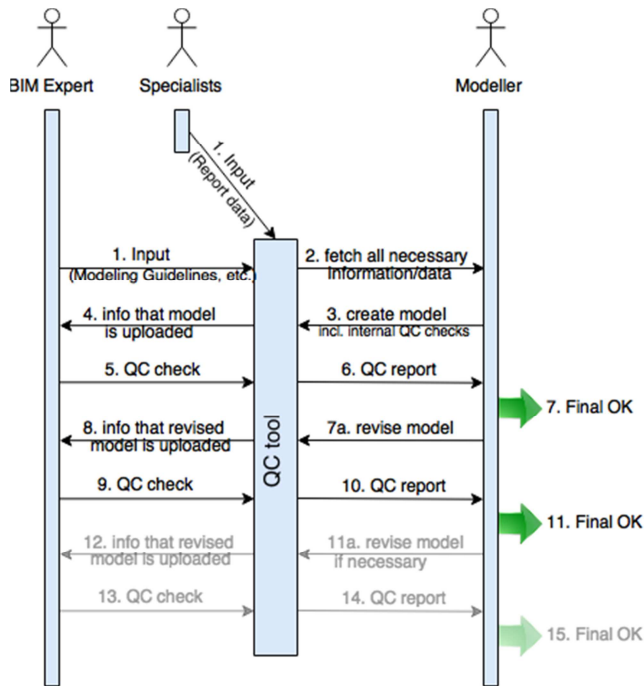 BIM Expert
Specialists
Modeller
1. Input
(Report data)
1. Input
(Modeling Guidelines, etc.)
2. fetch all necessary
information/data
4. info that model
is uploaded
3. create model
incl. internal QC checks
5. QC check
6. QC report
7. Final OK
8. info that revised
model is uploaded
7a. revise model
QC tool
9. QC check
10. QC report
11. Final OK
12. info that revised
model is uploaded
11a. revise model
if necessary
13. QC check
14. QC report
15. Final OK